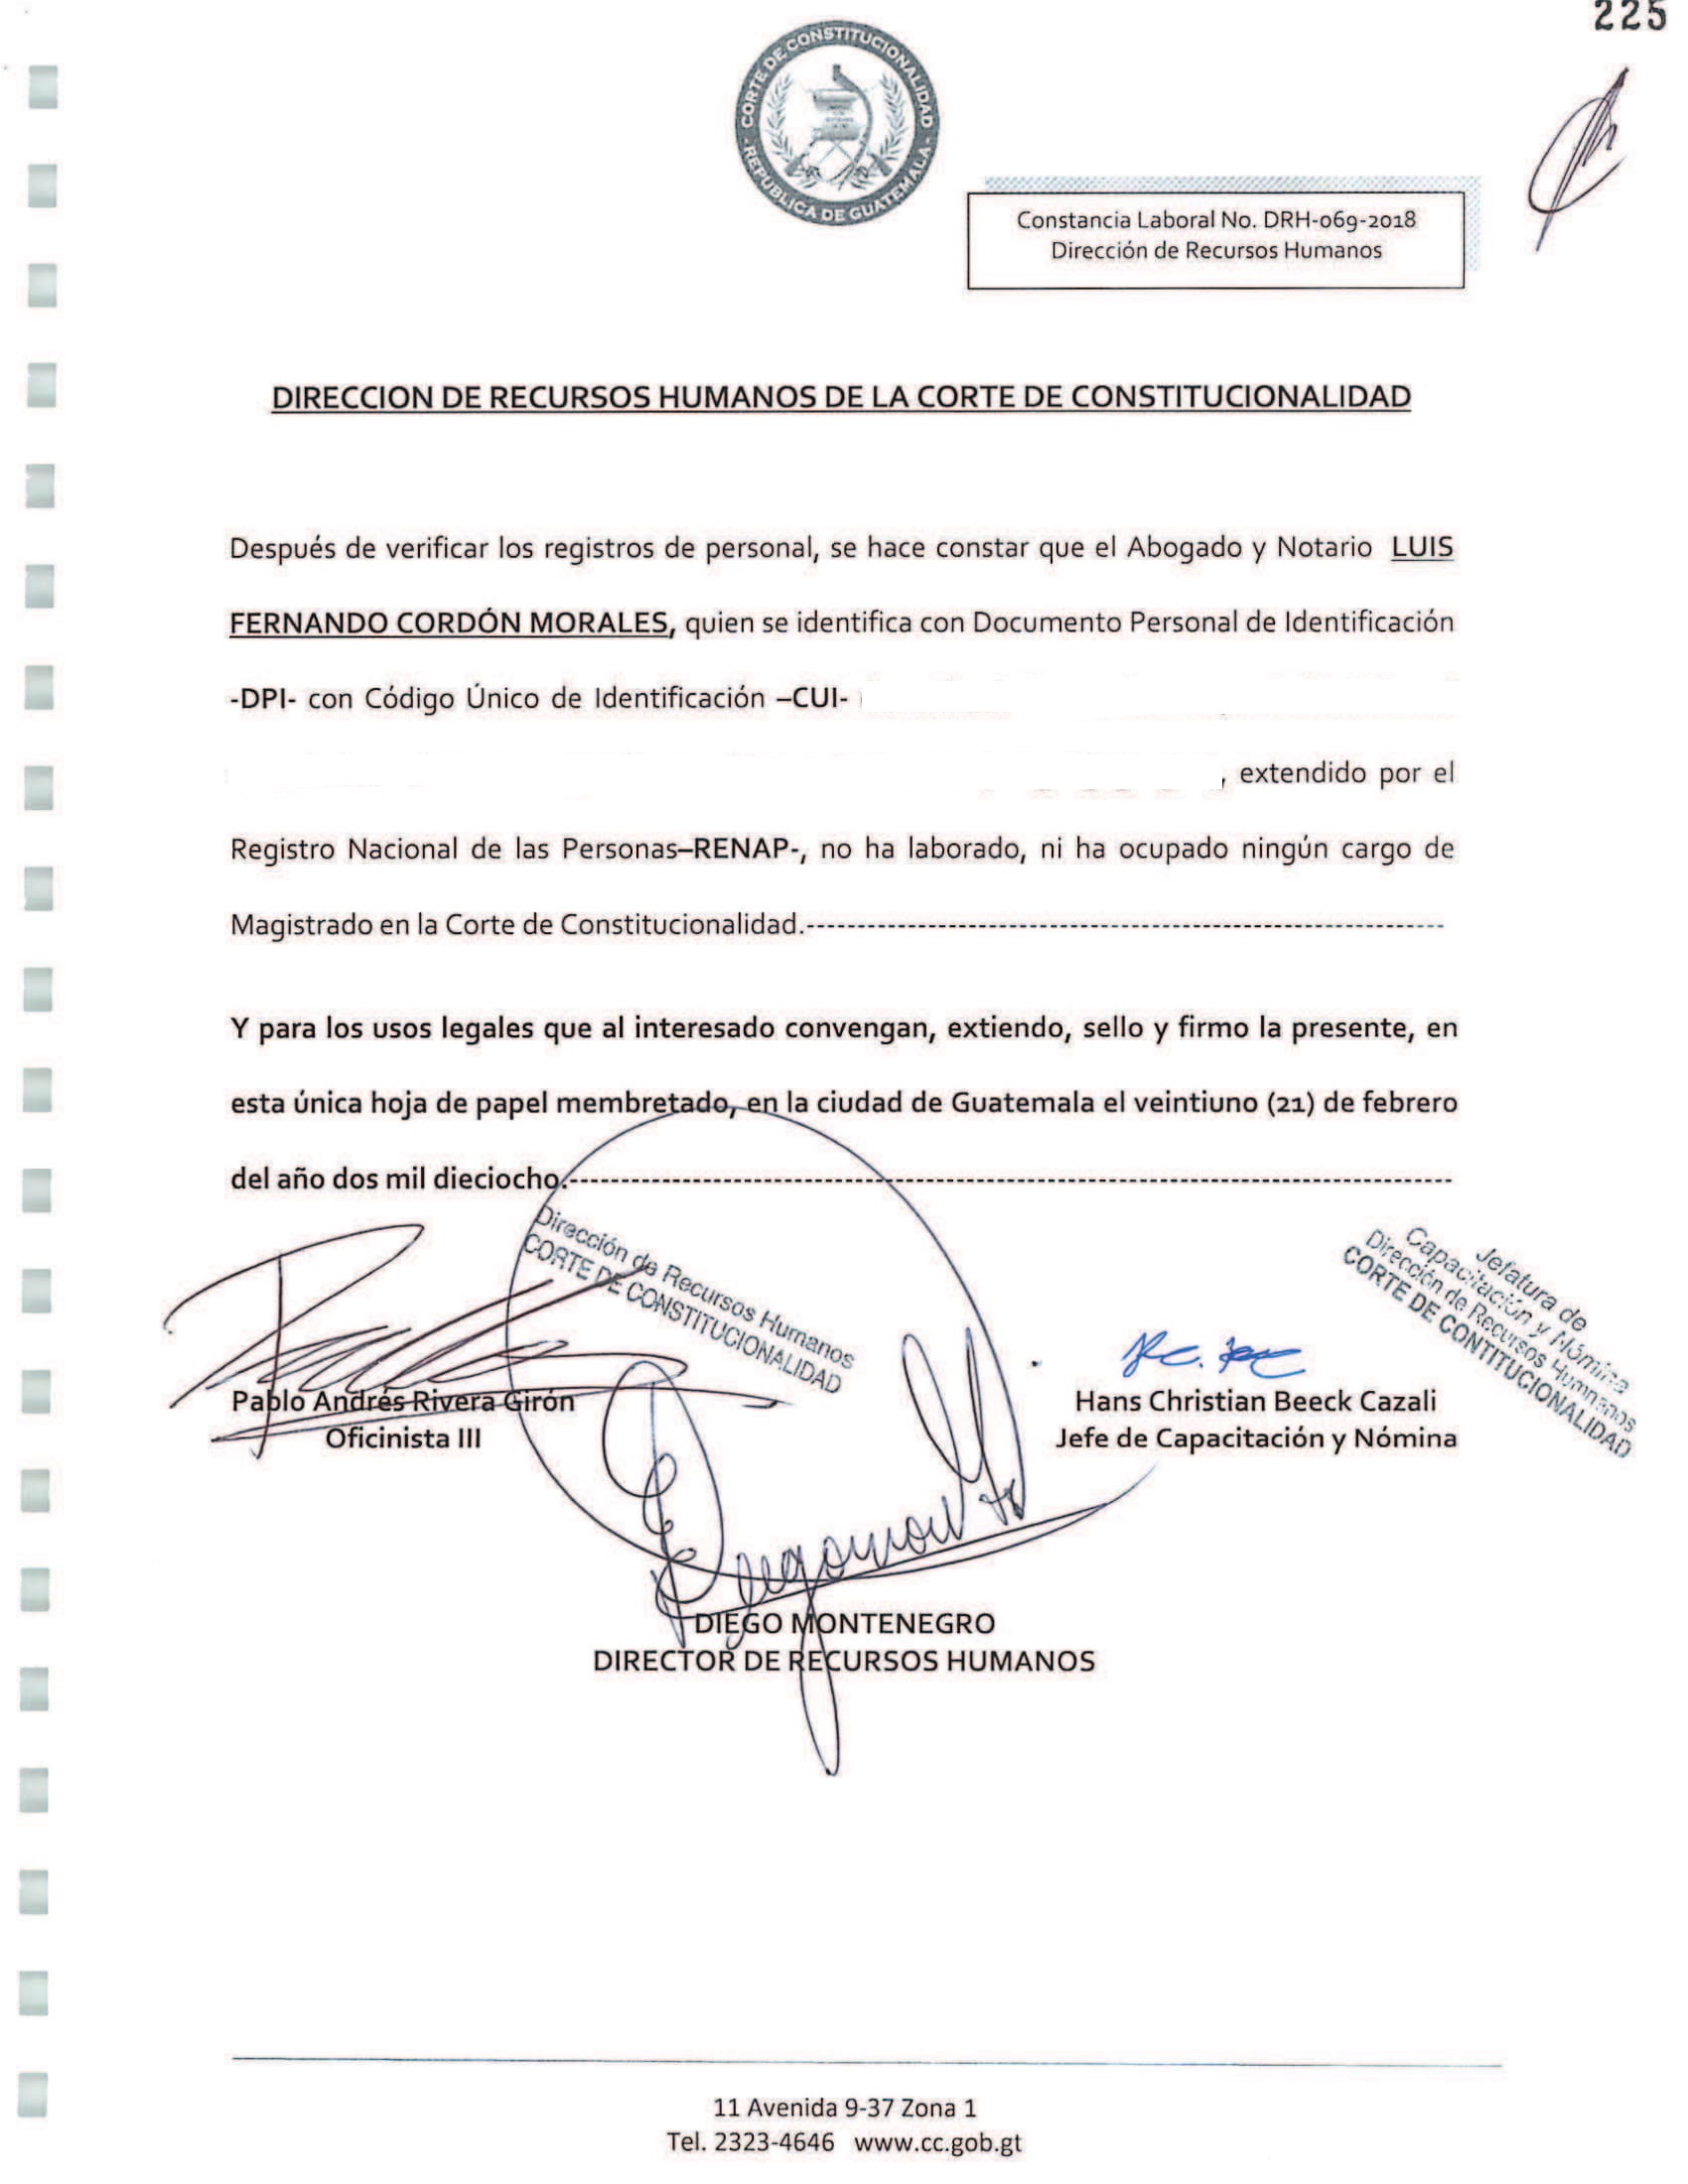 225
CORTE DE CONSTITUCIONALIDAD
REPUBLICA DE GUATEMALA
Constancia Laboral No. DRH-069-2018
Dirección de Recursos Humanos
DIRECCION DE RECURSOS HUMANOS DE LA CORTE DE CONSTITUCIONALIDAD
Después de verificar los registros de personal, se hace constar que el Abogado y Notario LUIS
FERNANDO CORDÓN MORALES, quien se identifica con Documento Personal de Identificación
-DPI- con Código Único de Identificación –CUI-
, extendido por el
Registro Nacional de las Personas–RENAP-, no ha laborado, ni ha ocupado ningún cargo de
Magistrado en la Corte de Constitucionalidad.---------------------------------------------------------------
Y para los usos legales que al interesado convengan, extiendo, sello y firmo la presente, en
esta única hoja de papel membretado, en la ciudad de Guatemala el veintiuno (21) de febrero
del año dos mil dieciocho.---------------------------------------------------------------------------------------
Dirección de Recursos Humanos
CORTE DE CONSTITUCIONALIDAD
Jefatura de
Capacitación y Nómina
Dirección de Recursos Humanos
CORTE DE CONTITUCIONALIDAD
Pablo Andrés Rivera Girón
Oficinista III
Hans Christian Beeck Cazali
Jefe de Capacitación y Nómina
DIEGO MONTENEGRO
DIRECTOR DE RECURSOS HUMANOS
11 Avenida 9-37 Zona 1
Tel. 2323-4646 www.cc.gob.gt